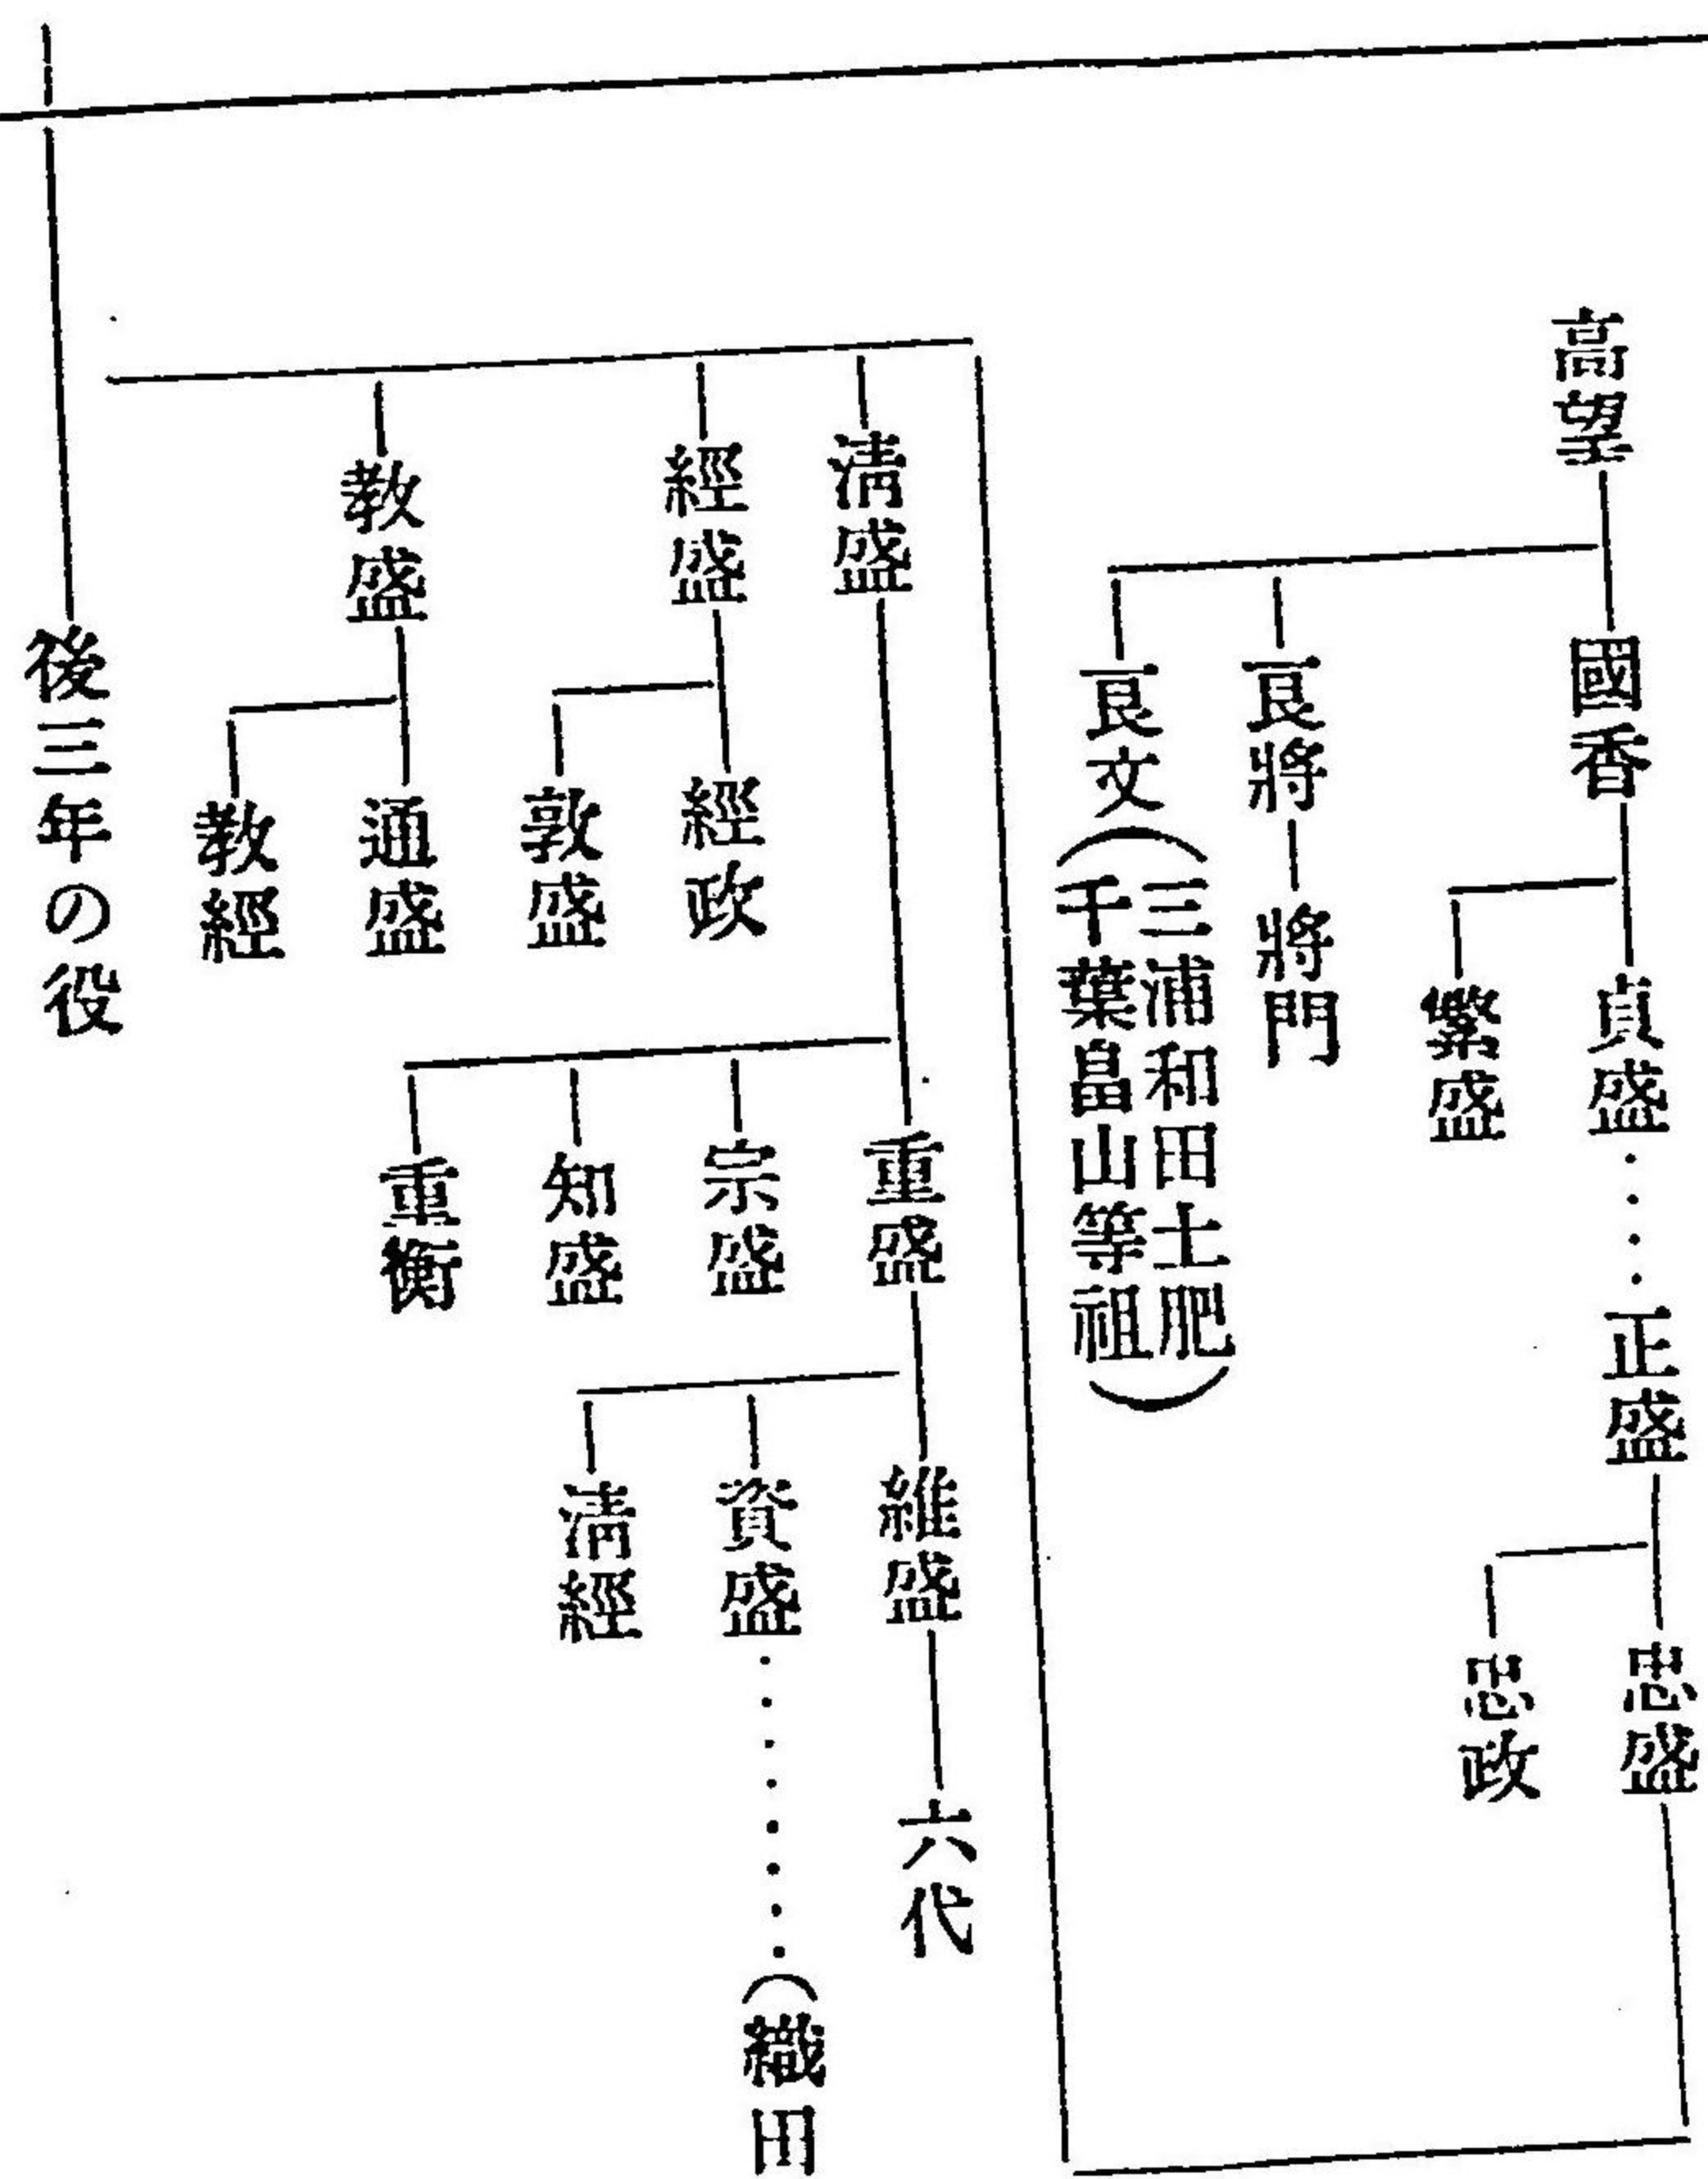 高望
國香
貞盛
正盛
忠盛
忠政
繁盛
良將
將門
良文
(三浦和田土肥
千葉畠山等祖)
淸盛
重盛
維盛
六代
資盛
(織田
淸經
宗盛
知盛
重衡
經盛
經政
敦盛
教盛
通盛
教經
後三年の役